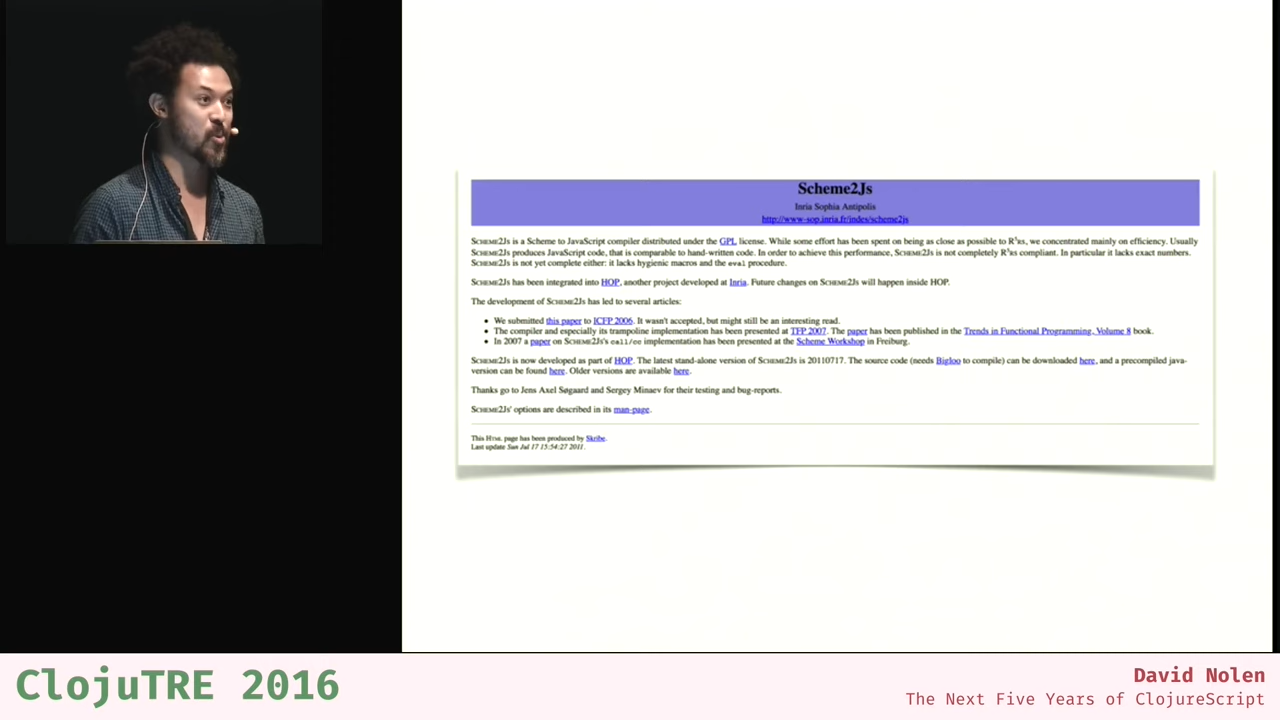 Scheme2Js
Inria Sophia Antipolis
http://www-sop.inria.fr/indes/scheme2js
SCHEME2JS is a Scheme to JavaScript compiler distributed under the GPL license. While some effort has been spent on being as close as possible to R⁵RS, we concentrated mainly on efficiency. Usually
SCHEME2JS produces JavaScript code, that is comparable to hand-written code. In order to achieve this performance, SCHEME2JS is not completely R⁵RS compliant. In particular it lacks exact numbers.
SCHEME2JS is not yet complete either: it lacks hygienic macros and the eval procedure.
SCHEME2JS has been integrated into HOP, another project developed at Inria. Future changes on SCHEME2JS will happen inside HOP.
The development of SCHEME2JS has led to several articles:
• We submitted this paper to ICFP 2006. It wasn't accepted, but might still be an interesting read.
• The compiler and especially its trampoline implementation has been presented at TFP 2007. The paper has been published in the Trends in Functional Programming, Volume 8 book.
• In 2007 a paper on SCHEME2JS's call/cc implementation has been presented at the Scheme Workshop in Freiburg.
SCHEME2JS is now developed as part of HOP. The latest stand-alone version of SCHEME2JS is 20110717. The source code (needs Bigloo to compile) can be downloaded here, and a precompiled java-
version can be found here. Older versions are available here.
Thanks go to Jens Axel Søgaard and Sergey Minaev for their testing and bug-reports.
SCHEME2JS' options are described in its man-page.
This HTML page has been produced by Skribe.
Last update Sun Jul 17 15:54:27 2011.
ClojuTRE 2016
David Nolen
The Next Five Years of ClojureScript